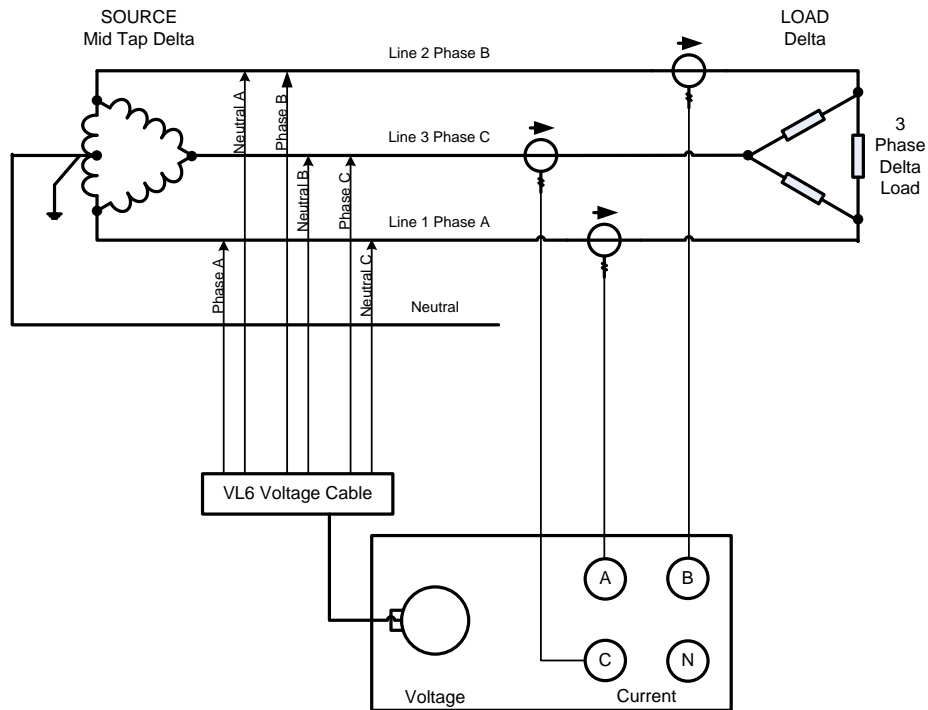 SOURCE
Mid Tap Delta
LOAD
Delta
Line 2 Phase B
Neutral A
Phase B
3
Phase
Delta
Load
Line 3 Phase C
Neutral B
Phase C
Line 1 Phase A
Phase A
Neutral C
Neutral
VL6 Voltage Cable
A
B
C
N
Voltage
Current